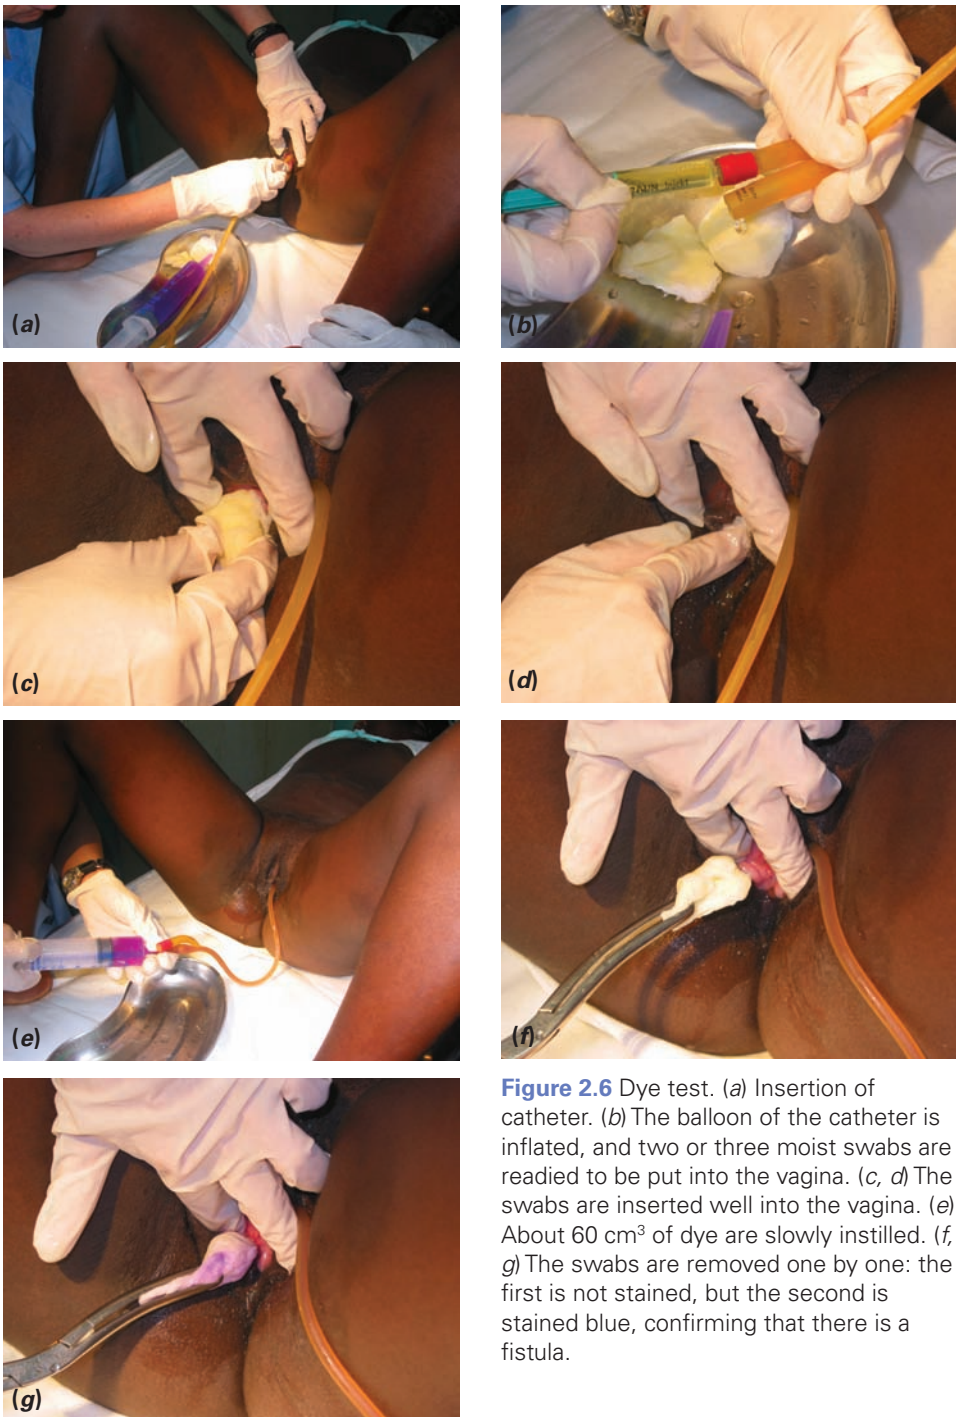 (a)
(b)
(c)
(d)
(e)
(f)
(g)
Figure 2.6 Dye test. (a) Insertion of
catheter. (b) The balloon of the catheter is
inflated, and two or three moist swabs are
readied to be put into the vagina. (c, d) The
swabs are inserted well into the vagina. (e)
About 60 cm³ of dye are slowly instilled. (f,
g) The swabs are removed one by one: the
first is not stained, but the second is
stained blue, confirming that there is a
fistula.